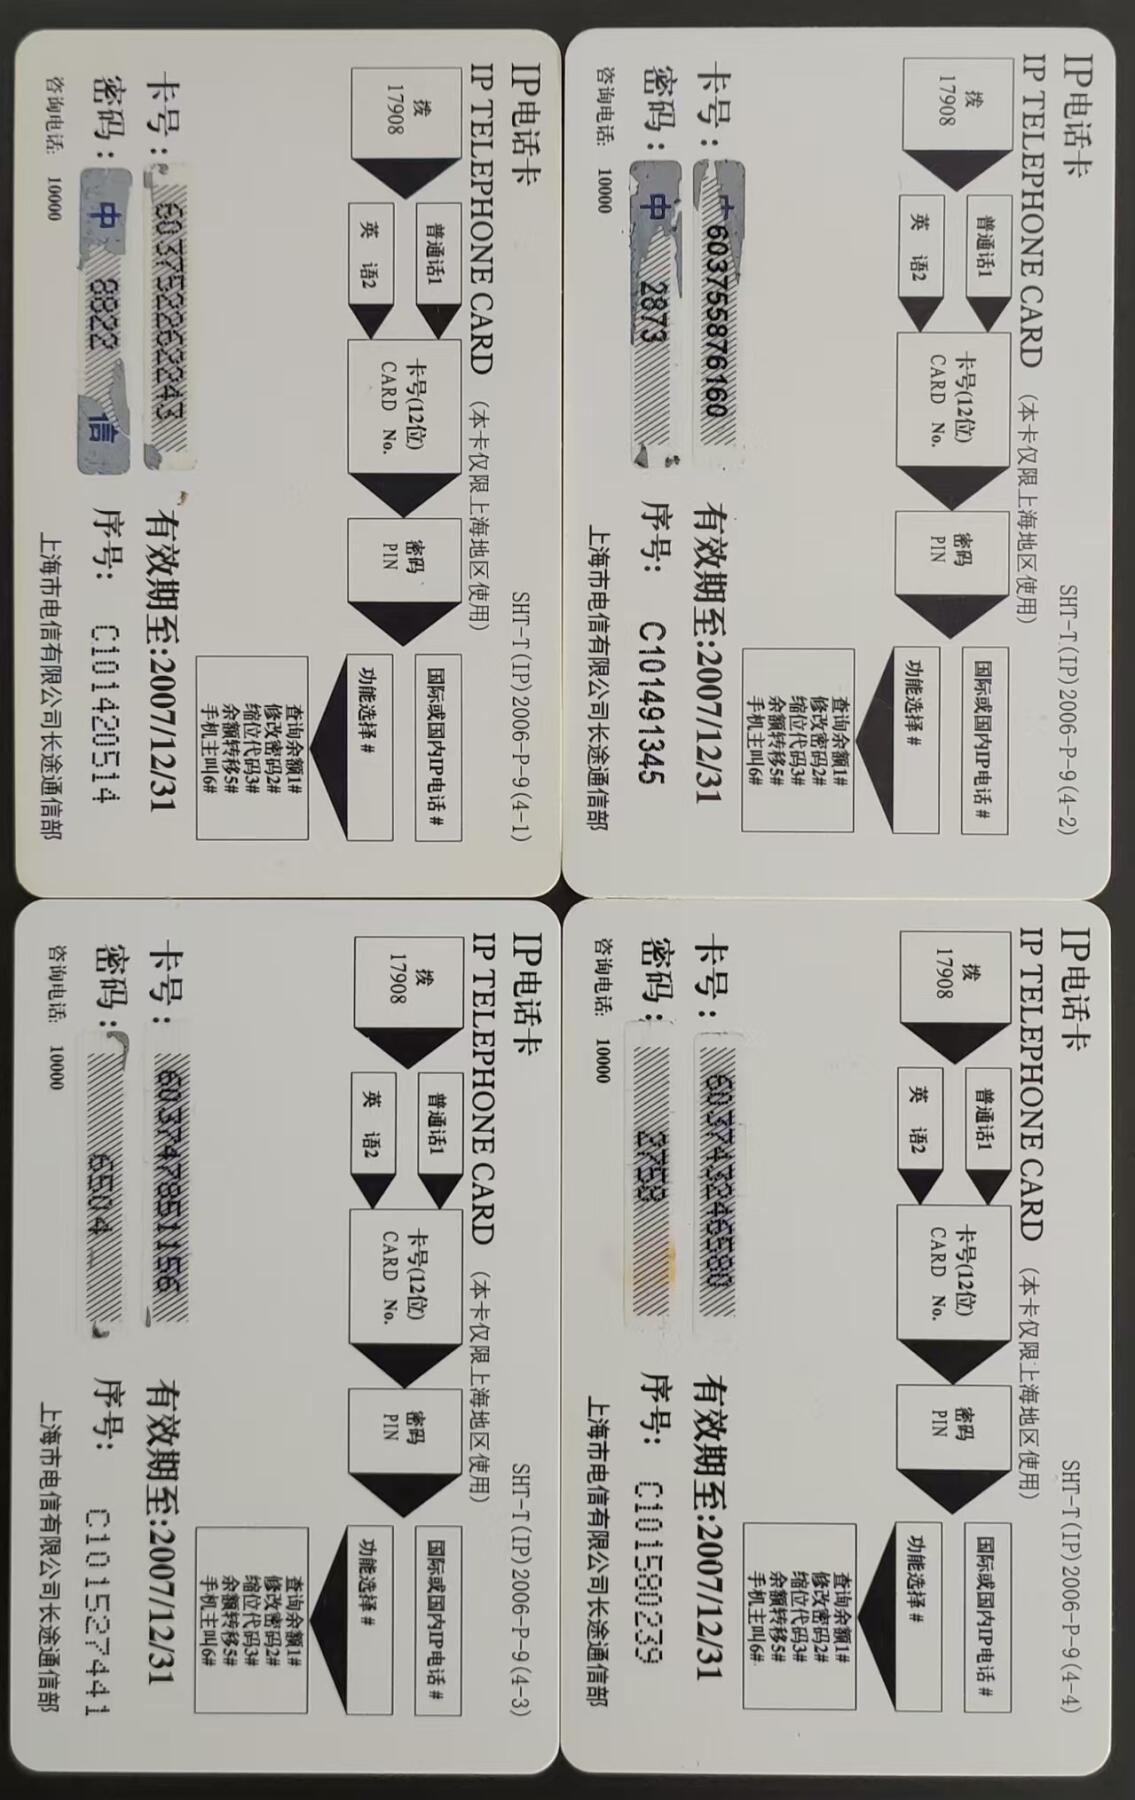 IP电话卡
SHT-T(IP)2006-P-9(4-1)
IP TELEPHONE CARD (本卡仅限上海地区使用)
拨
17908
普通话1
英 语2
卡号(12位)
CARD No.
密码
PIN
国际或国内IP电话#
功能选择#
查询余额1#
修改密码2#
缩位代码3#
余额转移5#
手机主叫6#
卡号: 603752262243
有效期至:2007/12/31
密码: 中 8822 信
序号: C101420514
咨询电话: 10000
上海市电信有限公司长途通信部
IP电话卡
SHT-T(IP)2006-P-9(4-2)
IP TELEPHONE CARD (本卡仅限上海地区使用)
拨
17908
普通话1
英 语2
卡号(12位)
CARD No.
密码
PIN
国际或国内IP电话#
功能选择#
查询余额1#
修改密码2#
缩位代码3#
余额转移5#
手机主叫6#
卡号: 603755876160
有效期至:2007/12/31
密码: 中 2873
序号: C101491345
咨询电话: 10000
上海市电信有限公司长途通信部
IP电话卡
SHT-T(IP)2006-P-9(4-3)
IP TELEPHONE CARD (本卡仅限上海地区使用)
拨
17908
普通话1
英 语2
卡号(12位)
CARD No.
密码
PIN
国际或国内IP电话#
功能选择#
查询余额1#
修改密码2#
缩位代码3#
余额转移5#
手机主叫6#
卡号: 603747851156
有效期至:2007/12/31
密码: 6504
序号: C101527441
咨询电话: 10000
上海市电信有限公司长途通信部
IP电话卡
SHT-T(IP)2006-P-9(4-4)
IP TELEPHONE CARD (本卡仅限上海地区使用)
拨
17908
普通话1
英 语2
卡号(12位)
CARD No.
密码
PIN
国际或国内IP电话#
功能选择#
查询余额1#
修改密码2#
缩位代码3#
余额转移5#
手机主叫6#
卡号:
有效期至:2007/12/31
密码: 2758
序号: C101580239
咨询电话: 10000
上海市电信有限公司长途通信部